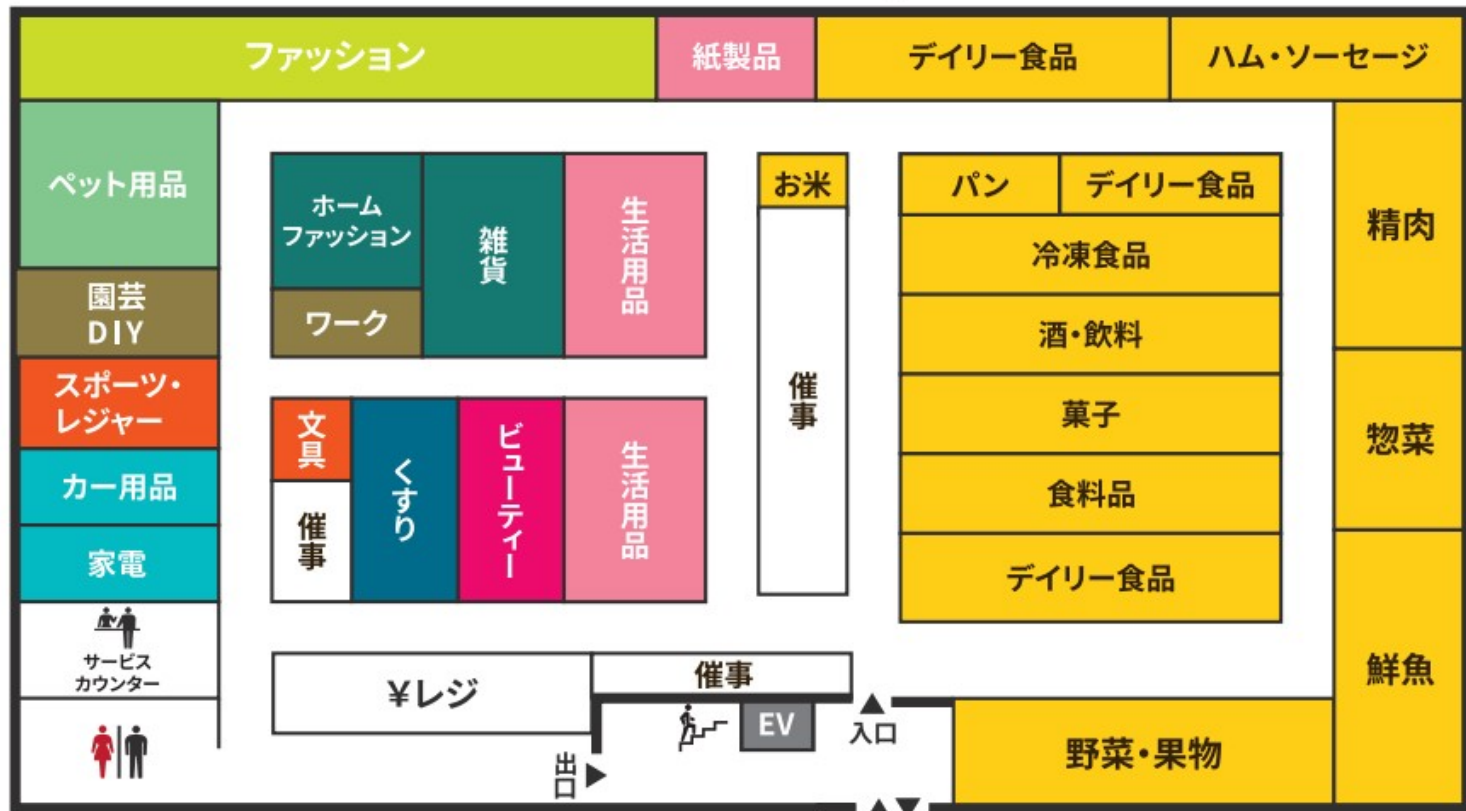 ファッション
紙製品
デイリー食品
ハム・ソーセージ
ペット用品
園芸
DIY
スポーツ・
レジャー
カー用品
家電
サービス
カウンター
ホーム
ファッション
ワーク
雑貨
生活用品
文具
催事
くすり
ビューティー
生活用品
お米
催事
パン
デイリー食品
冷凍食品
酒・飲料
菓子
食料品
デイリー食品
精肉
惣菜
鮮魚
¥レジ
催事
EV
入口
出口
野菜・果物